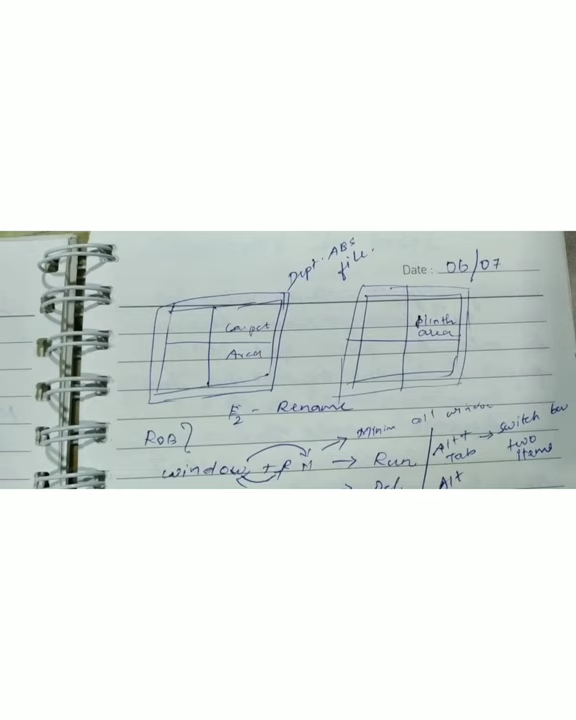 Dept. ABS
file.
Date : 06/07
Carpet
Area
Plinth
area
F2 - Rename
ROB?
Minim all window
window + R M → Run
Alt +
Tab → switch
two
items
Alt